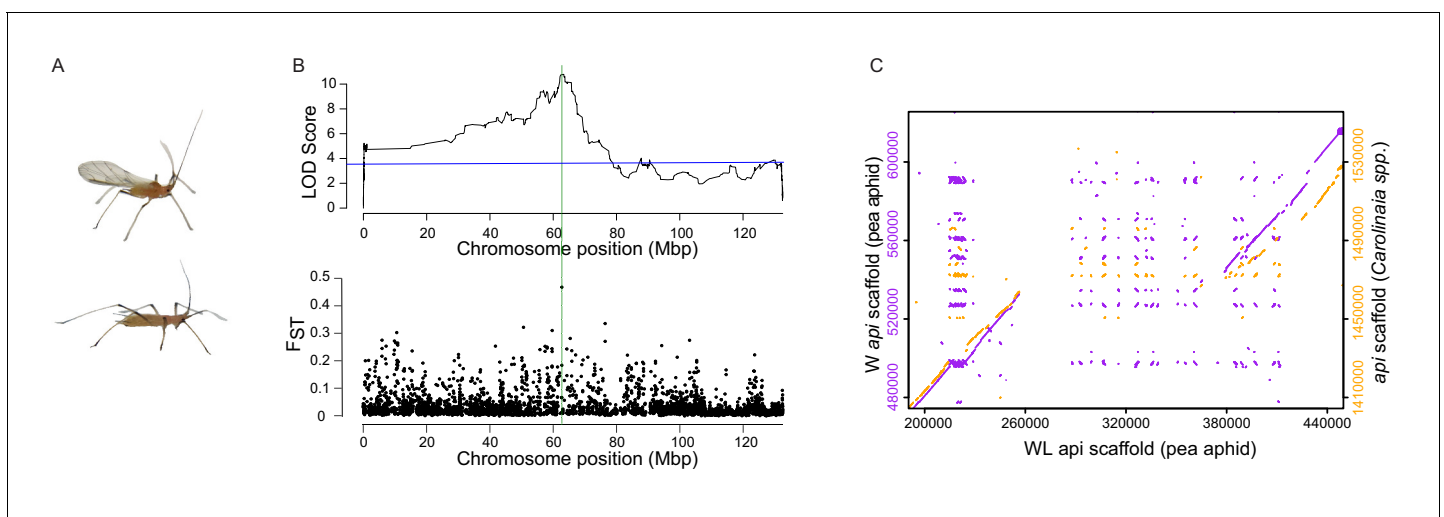 A
B
C
LOD Score
10
8
6
4
2
0
0 20 40 60 80 100 120
Chromosome position (Mbp)
FST
0.5
0.4
0.3
0.2
0.1
0
0 20 40 60 80 100 120
Chromosome position (Mbp)
W api scaffold (pea aphid)
480000 520000 560000 600000
api scaffold (Carolinaia spp.)
1410000 1450000 1490000 1530000
200000 260000 320000 380000 440000
WL api scaffold (pea aphid)